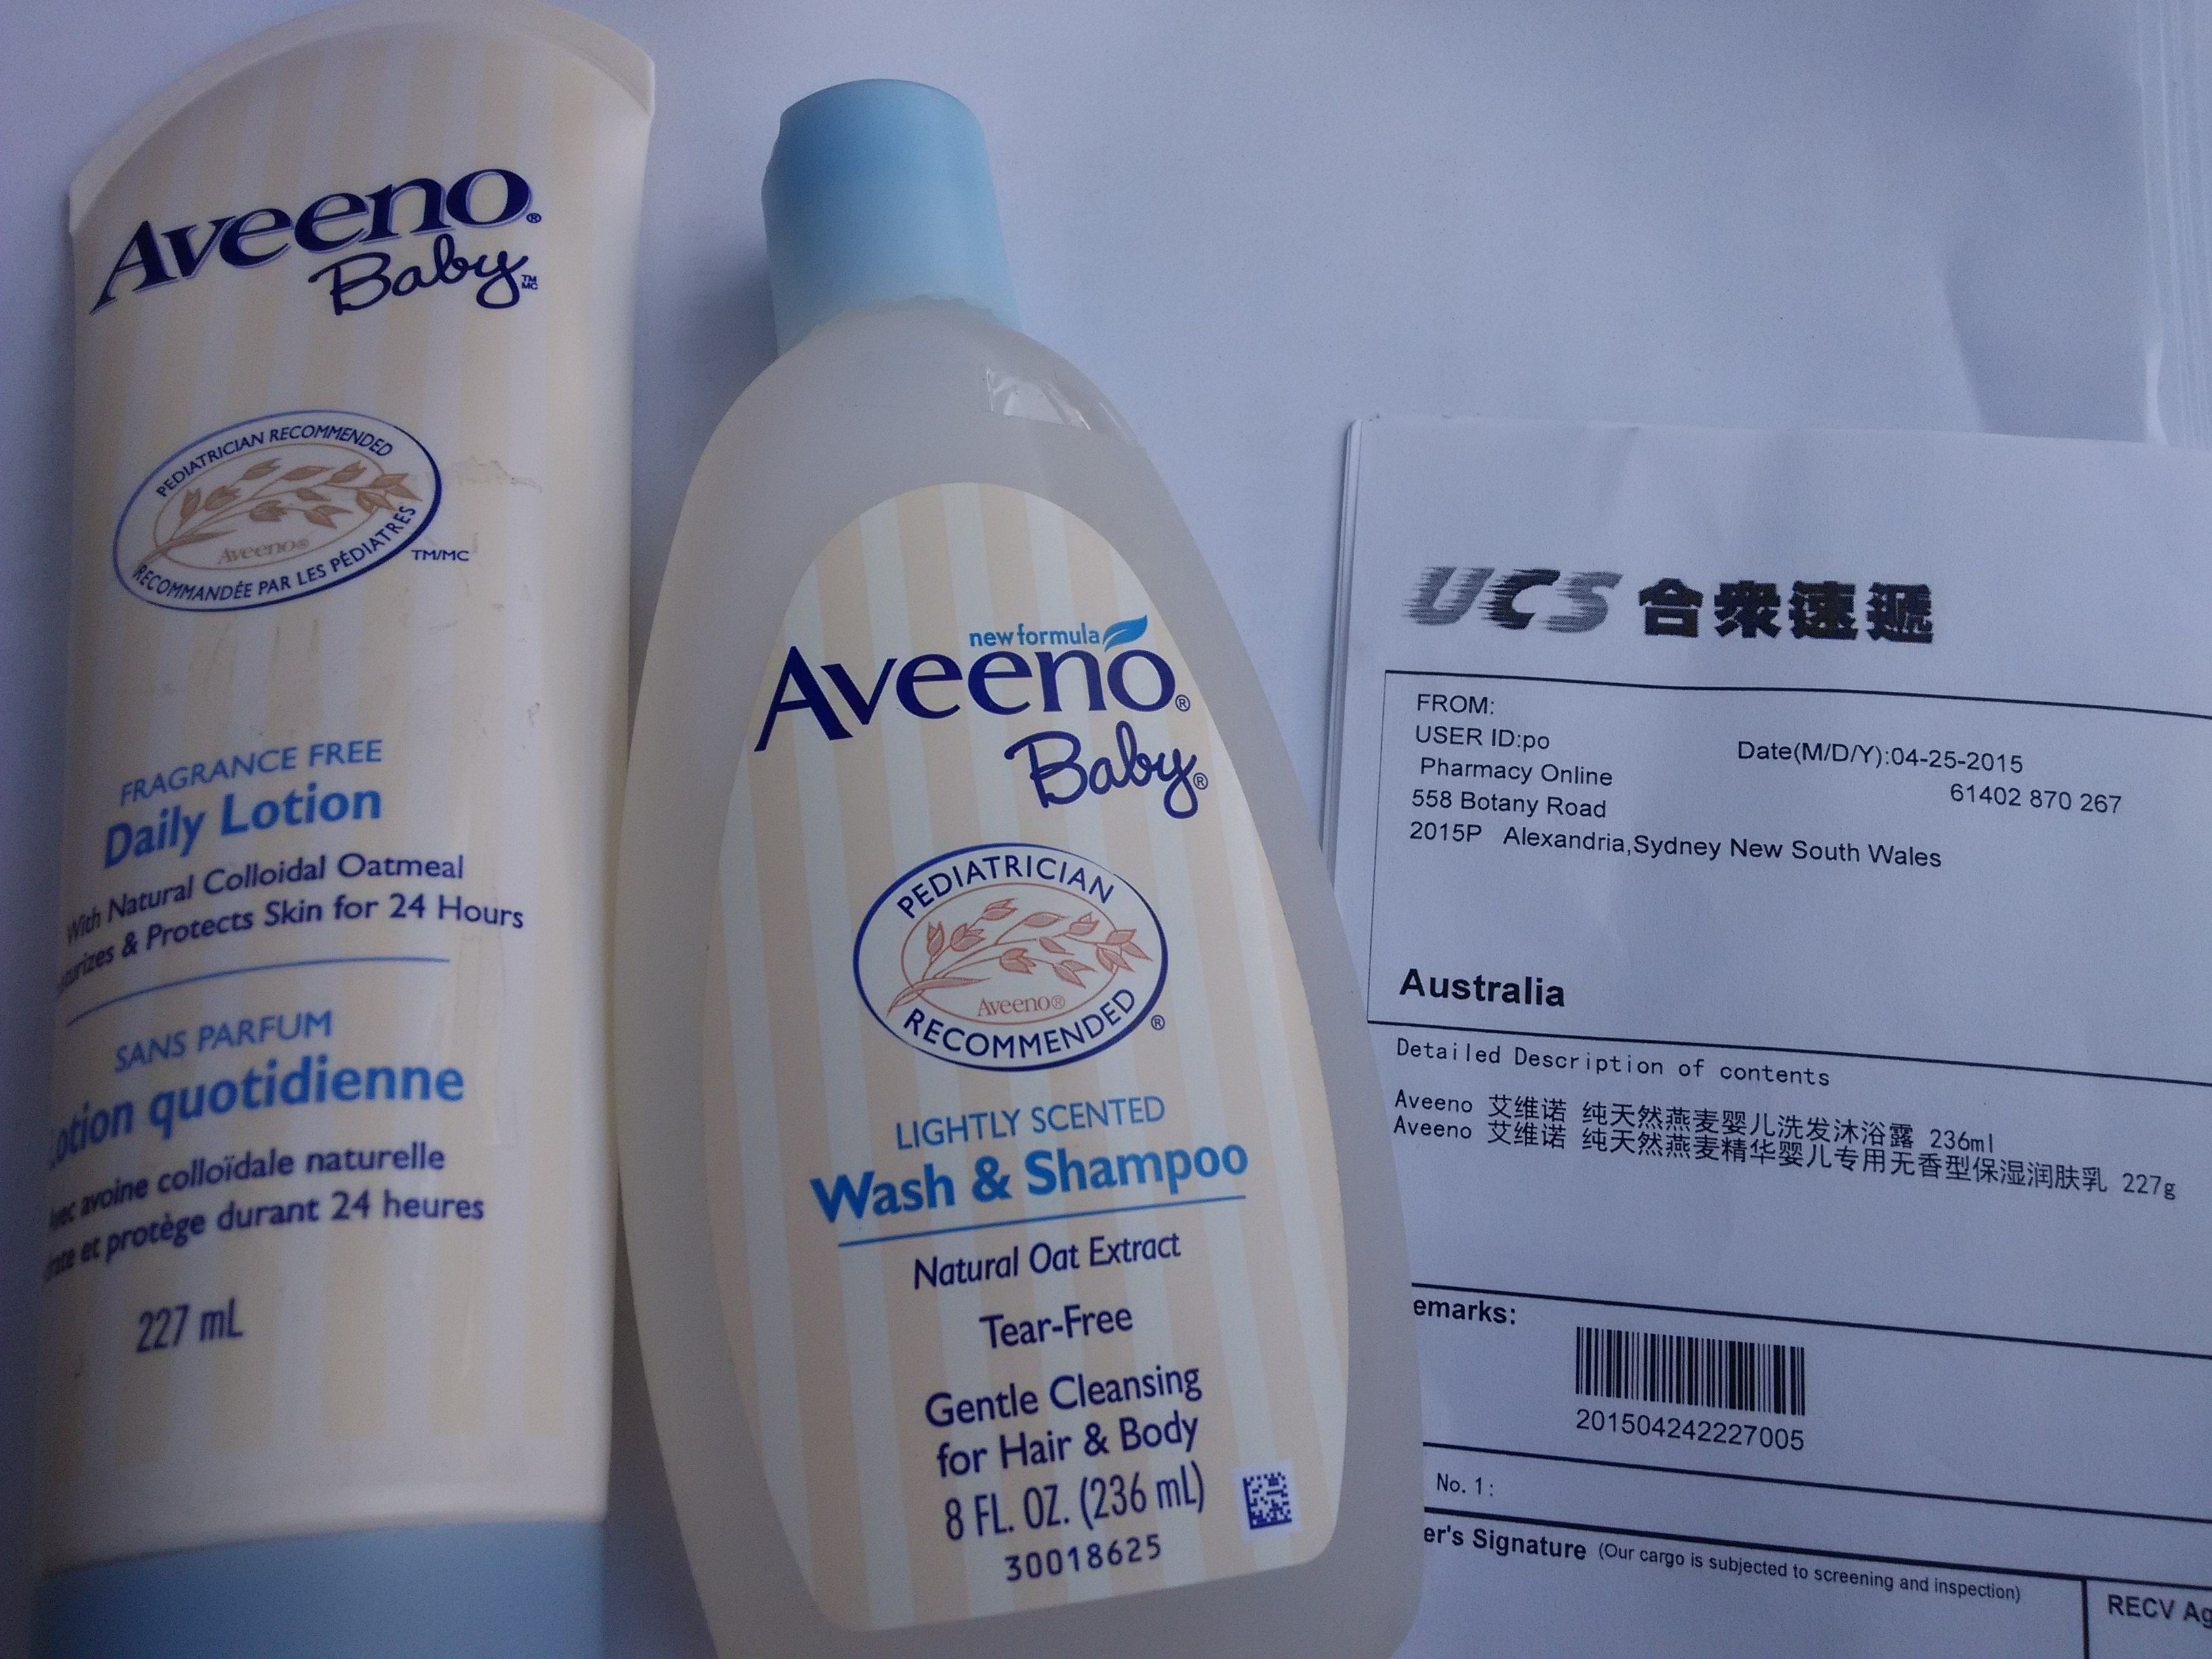 Aveeno®
Baby™MC
PEDIATRICIAN RECOMMENDED
Aveeno®
RECOMMANDÉE PAR LES PÉDIATRES
TM/MC
FRAGRANCE FREE
Daily Lotion
With Natural Colloidal Oatmeal
& Protects Skin for 24 Hours
SANS PARFUM
quotidienne
avoine colloïdale naturelle
et protège durant 24 heures
227 mL
new formula
Aveeno®
Baby®
PEDIATRICIAN
Aveeno®
RECOMMENDED®
LIGHTLY SCENTED
Wash & Shampoo
Natural Oat Extract
Tear-Free
Gentle Cleansing
for Hair & Body
8 FL. OZ. (236 mL)
30018625
UCS 合衆速遞
FROM:
USER ID:po
Date(M/D/Y):04-25-2015
Pharmacy Online
61402 870 267
558 Botany Road
2015P Alexandria,Sydney New South Wales
Australia
Detailed Description of contents
Aveeno 艾维诺 纯天然燕麦婴儿洗发沐浴露 236ml
Aveeno 艾维诺 纯天然燕麦精华婴儿专用无香型保湿润肤乳 227g
emarks:
201504242227005
No. 1:
er's Signature (Our cargo is subjected to screening and inspection)
RECV Ag